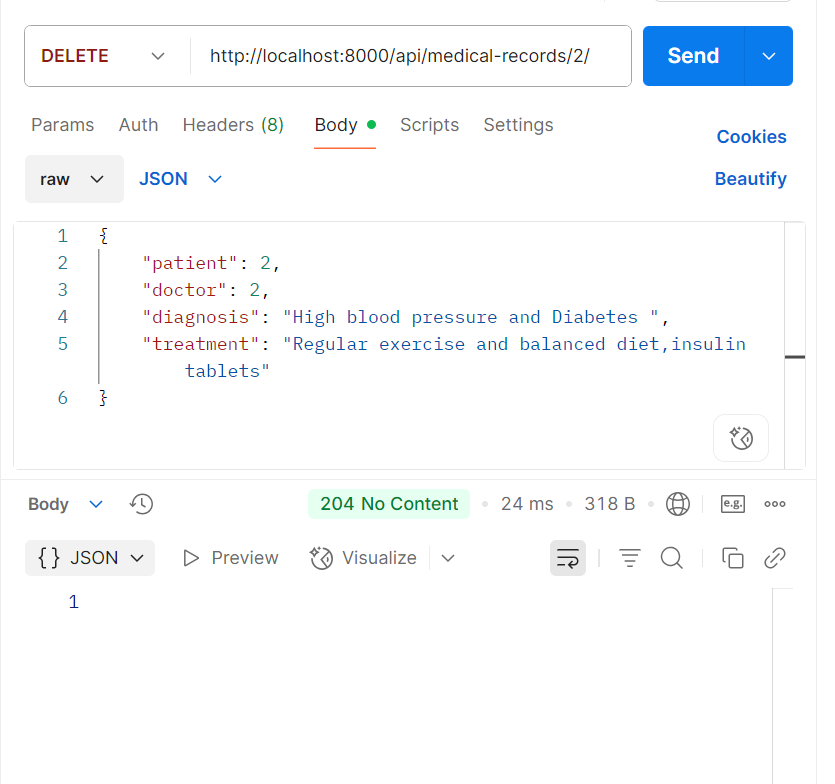 DELETE http://localhost:8000/api/medical-records/2/ Send
Params Auth Headers (8) Body Scripts Settings Cookies
raw JSON Beautify
1 {
2 "patient": 2,
3 "doctor": 2,
4 "diagnosis": "High blood pressure and Diabetes ",
5 "treatment": "Regular exercise and balanced diet,insulin
tablets"
6 }
Body 204 No Content 24 ms 318 B e.g.
{} JSON Preview Visualize
1